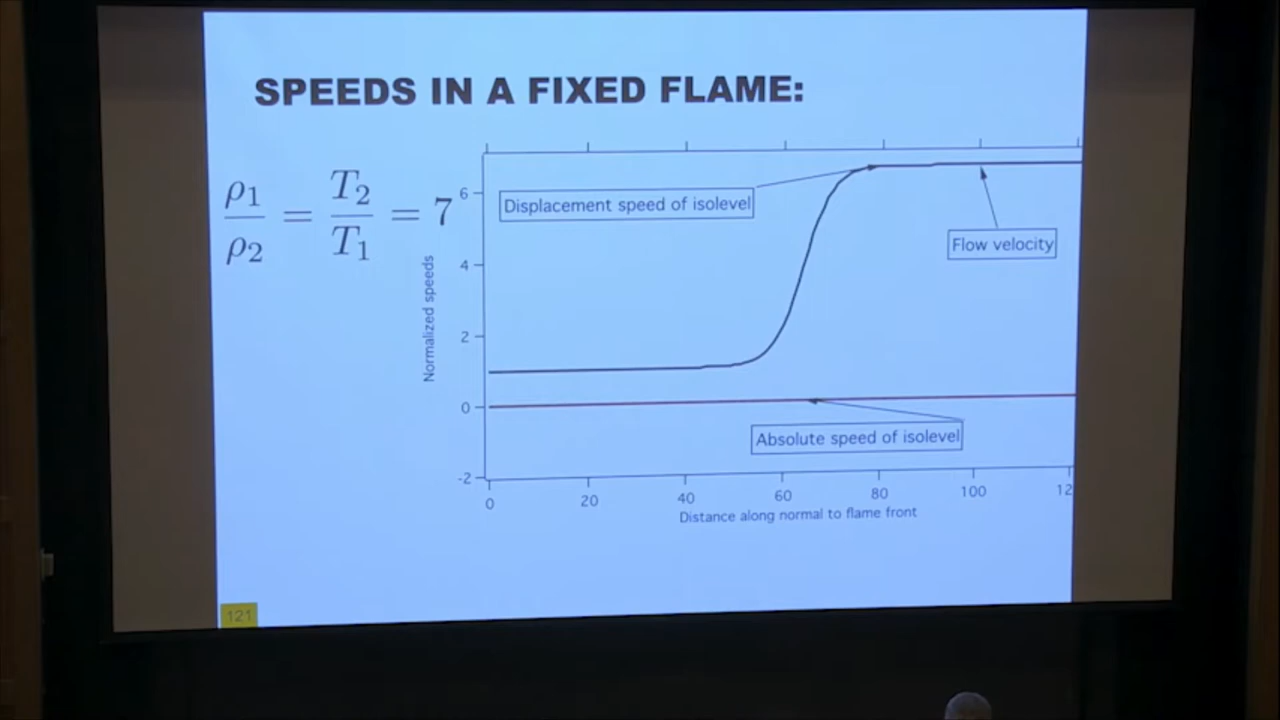 SPEEDS IN A FIXED FLAME:
ρ1/ρ2 = T2/T1 = 7
Displacement speed of isolevel
Flow velocity
Absolute speed of isolevel
Normalized speeds
6
4
2
0
-2
0 20 40 60 80 100 12
Distance along normal to flame front
121